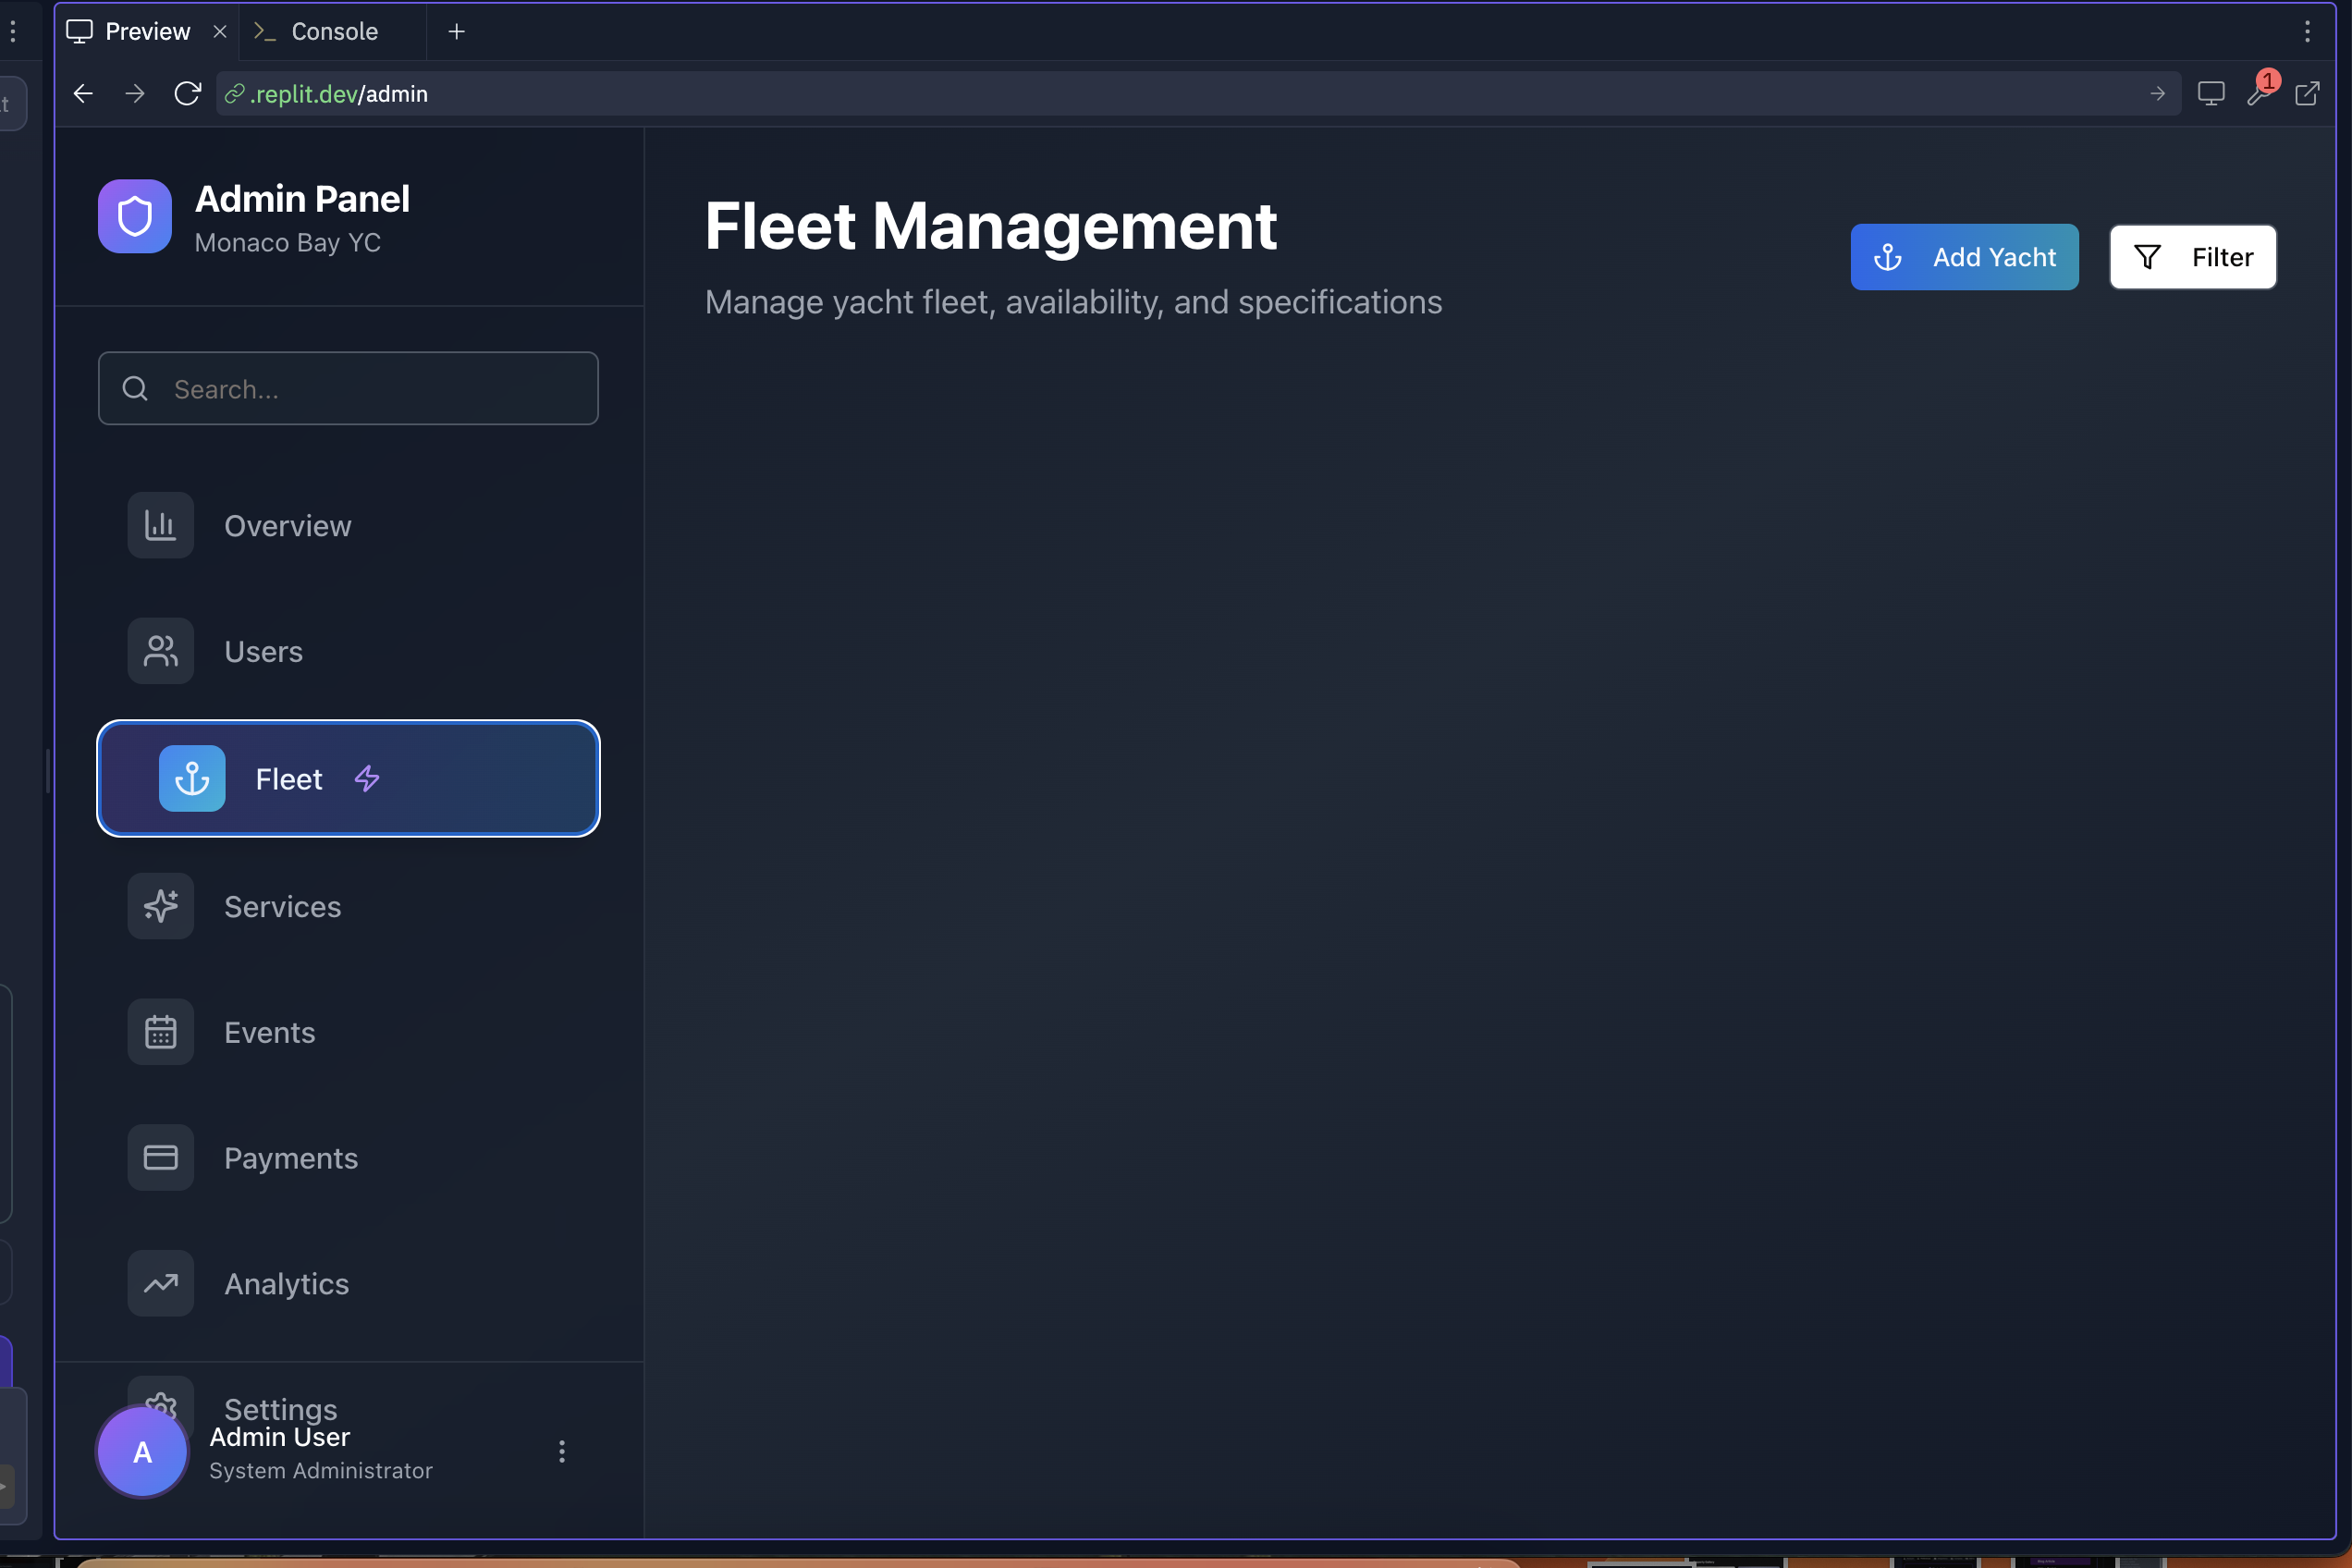 Preview
Console
.replit.dev/admin
1
Admin Panel
Monaco Bay YC
Search...
Overview
Users
Fleet
Services
Events
Payments
Analytics
Settings
A
Admin User
System Administrator
Fleet Management
Manage yacht fleet, availability, and specifications
Add Yacht
Filter